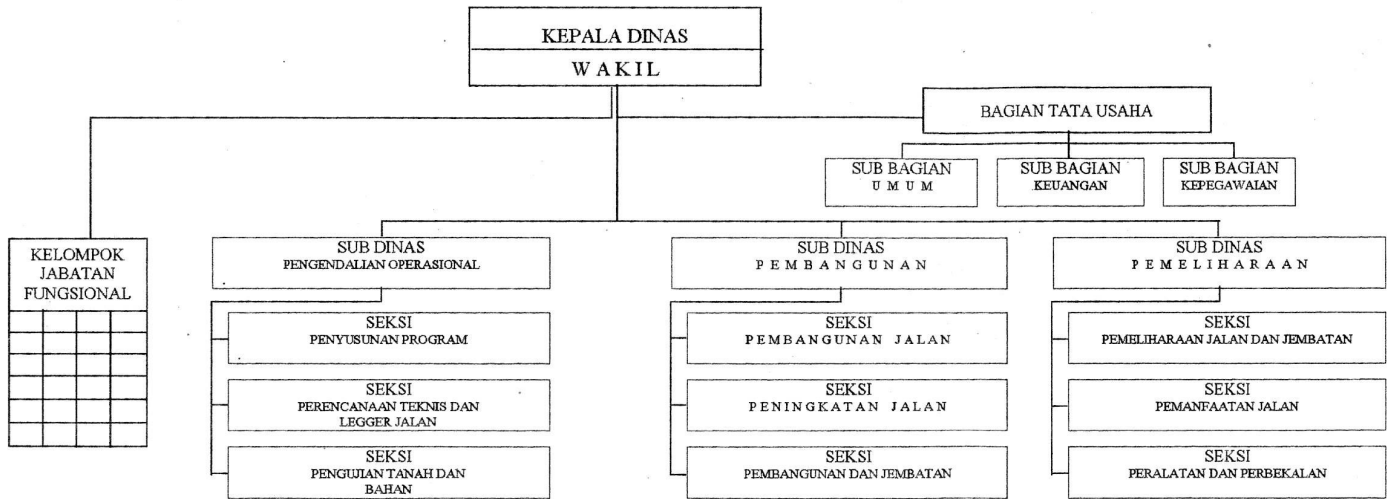 KEPALA DINAS
W A K I L
BAGIAN TATA USAHA
SUB BAGIAN
U M U M
SUB BAGIAN
KEUANGAN
SUB BAGIAN
KEPEGAWAIAN
KELOMPOK
JABATAN
FUNGSIONAL
SUB DINAS
PENGENDALIAN OPERASIONAL
SEKSI
PENYUSUNAN PROGRAM
SEKSI
PERENCANAAN TEKNIS DAN
LEGGER JALAN
SEKSI
PENGUJIAN TANAH DAN
BAHAN
SUB DINAS
P E M B A N G U N A N
SEKSI
P E M B A N G U N A N J A L A N
SEKSI
P E N I N G K A T A N J A L A N
SEKSI
PEMBANGUNAN DAN JEMBATAN
SUB DINAS
P E M E L I H A R A A N
SEKSI
PEMELIHARAAN JALAN DAN JEMBATAN
SEKSI
PEMANFAATAN JALAN
SEKSI
PERALATAN DAN PERBEKALAN